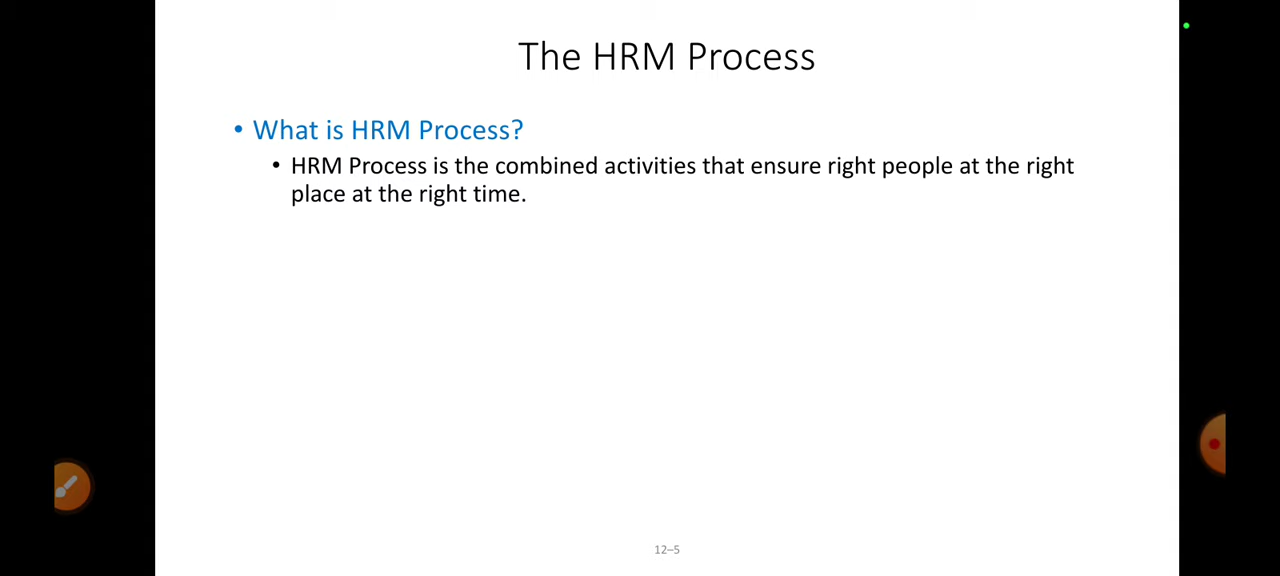 The HRM Process
• What is HRM Process?
• HRM Process is the combined activities that ensure right people at the right
place at the right time.
12–5